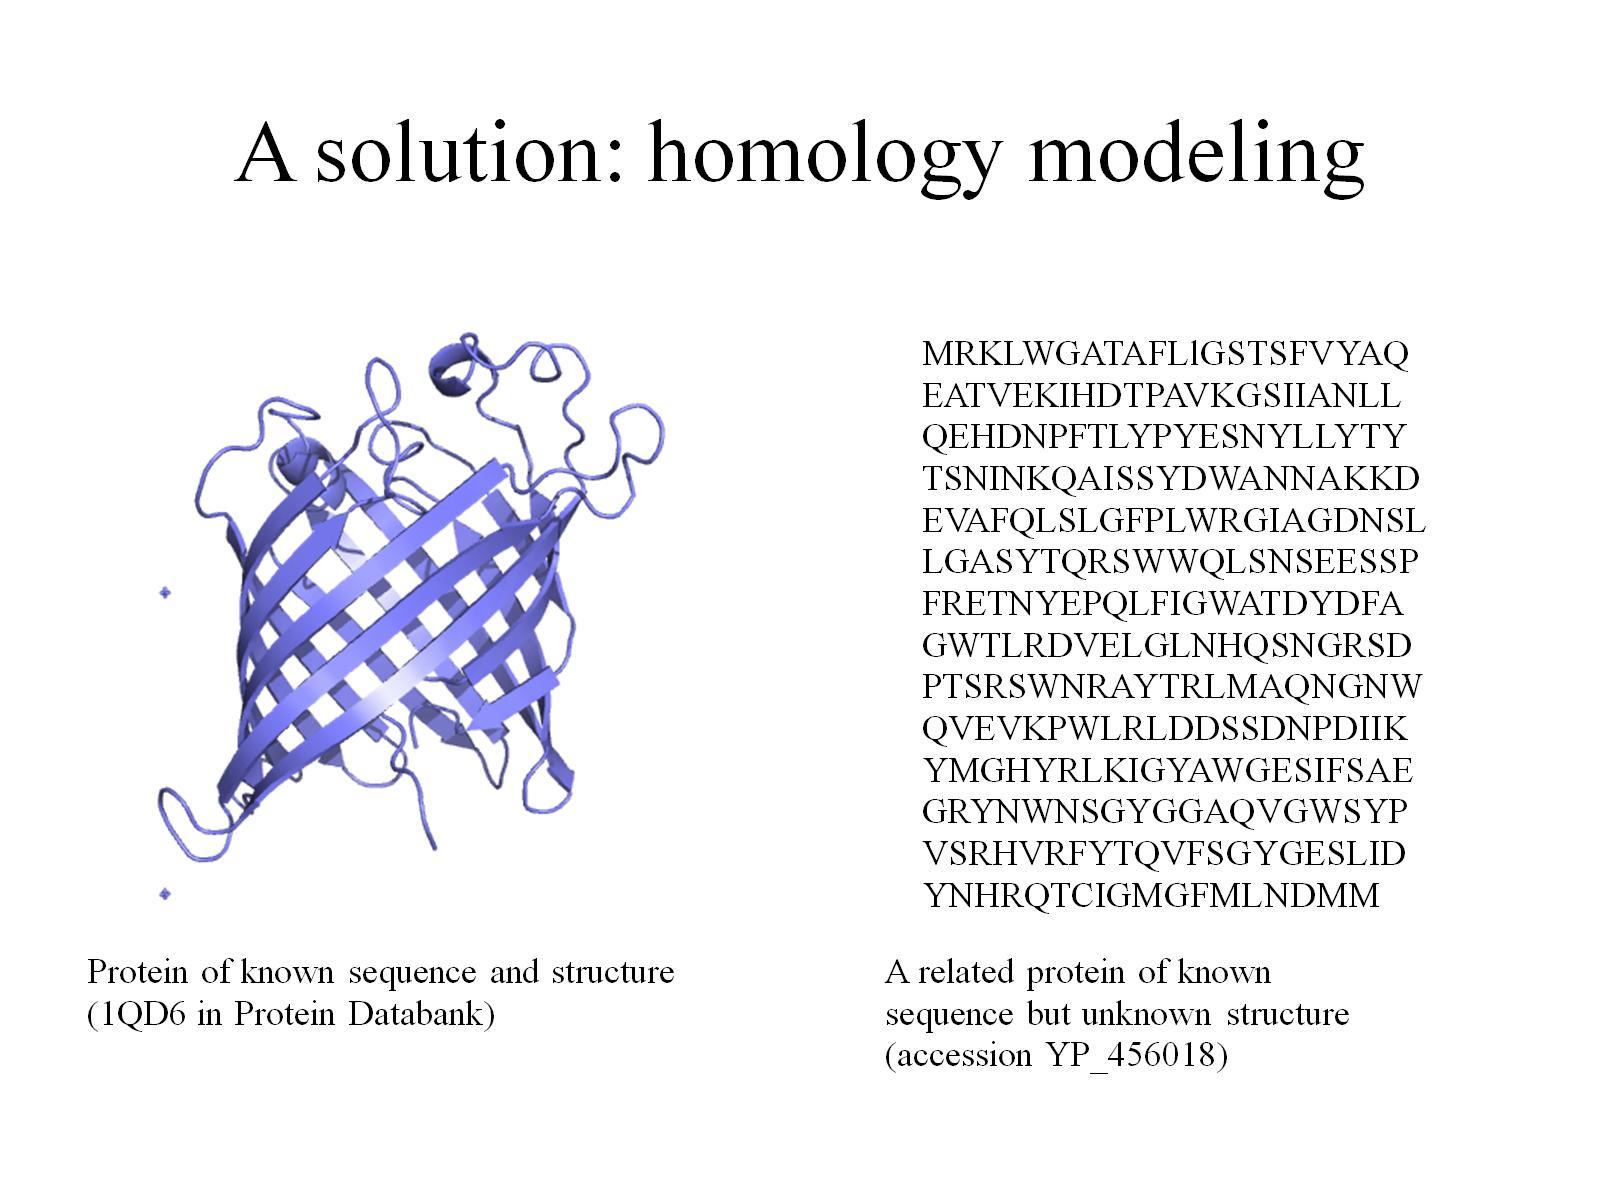 A solution: homology modeling
MRKLWGATAFLlGSTSFVYAQ
EATVEKIHDTPAVKGSIIANLL
QEHDNPFTLYPYESNYLLYTY
TSNINKQAISSYDWANNAKKD
EVAFQLSLGFPLWRGIAGDNSL
LGASYTQRSWWQLSNSEESSP
FRETNYEPQLFIGWATDYDFA
GWTLRDVELGLNHQSNGRSD
PTSRSWNRAYTRLMAQNGNW
QVEVKPWLRLDDSSDNPDIIK
YMGHYRLKIGYAWGESIFSAE
GRYNWNSGYGGAQVGWSYP
VSRHVRFYTQVFSGYGESLID
YNHRQTCIGMGFMLNDMM
Protein of known sequence and structure
(1QD6 in Protein Databank)
A related protein of known
sequence but unknown structure
(accession YP_456018)